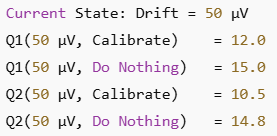 Current State: Drift = 50 μV
Q1(50 μV, Calibrate) = 12.0
Q1(50 μV, Do Nothing) = 15.0
Q2(50 μV, Calibrate) = 10.5
Q2(50 μV, Do Nothing) = 14.8